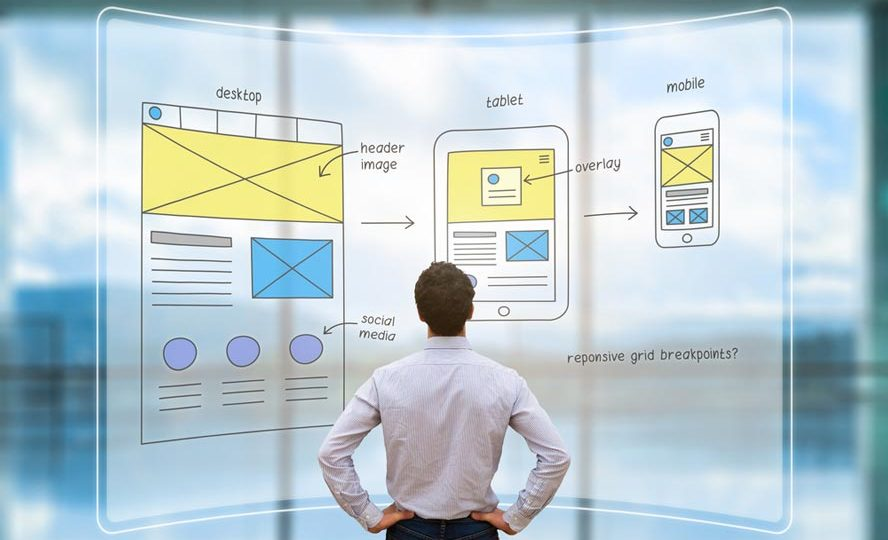 desktop
tablet
mobile
header
image
overlay
social
media
reponsive grid breakpoints?